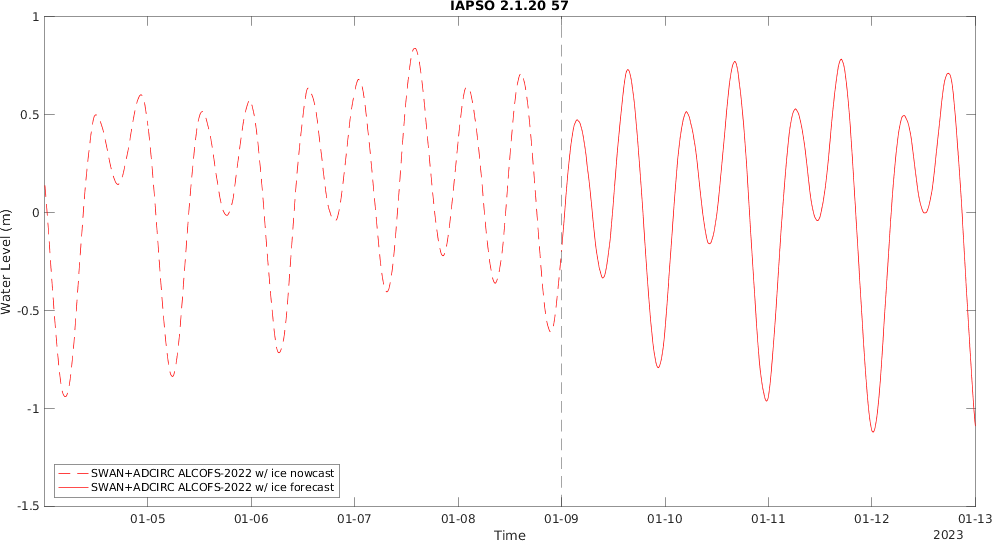 IAPSO 2.1.20 57
1
0.5
0
-0.5
-1
-1.5
Water Level (m)
SWAN+ADCIRC ALCOFS-2022 w/ ice nowcast
SWAN+ADCIRC ALCOFS-2022 w/ ice forecast
01-05 01-06 01-07 01-08 01-09 01-10 01-11 01-12 01-13
Time
2023